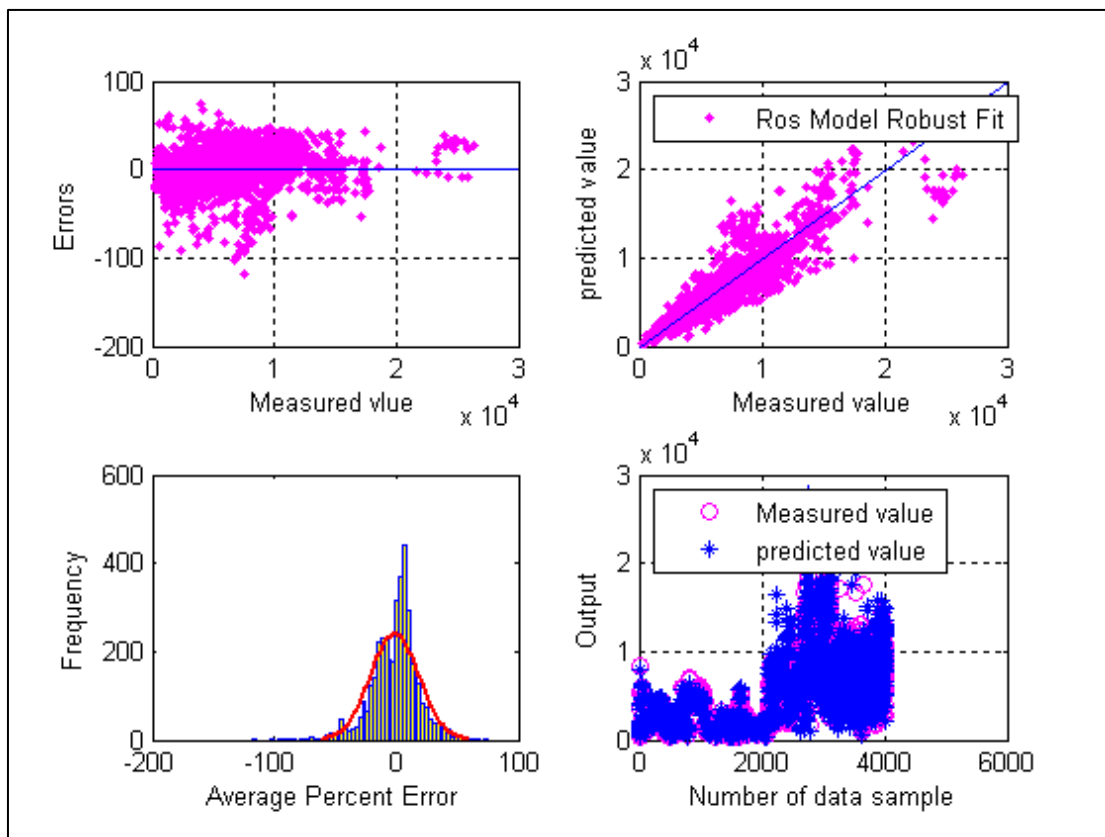 100
0
-100
-200
Errors
0
1
2
3
Measured vlue
x 10^4
x 10^4
3
2
1
0
predicted value
Ros Model Robust Fit
0
1
2
3
Measured value
x 10^4
600
400
200
0
Frequency
-200
-100
0
100
Average Percent Error
x 10^4
3
2
1
0
Output
Measured value
predicted value
0
2000
4000
6000
Number of data sample